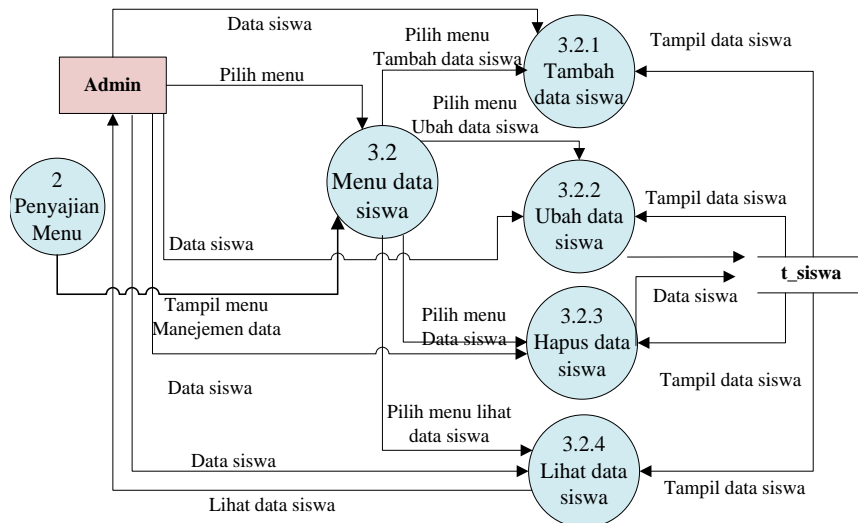 Data siswa
3.2.1
Tambah
data siswa
Pilih menu
Tambah data siswa
Tampil data siswa
Admin
Pilih menu
Pilih menu
Ubah data siswa
3.2
Menu data
siswa
2
Penyajian
Menu
3.2.2
Ubah data
siswa
Tampil data siswa
Data siswa
t_siswa
Data siswa
Tampil menu
Manejemen data
Pilih menu
Data siswa
3.2.3
Hapus data
siswa
Tampil data siswa
Data siswa
Pilih menu lihat
data siswa
3.2.4
Lihat data
siswa
Data siswa
Tampil data siswa
Lihat data siswa